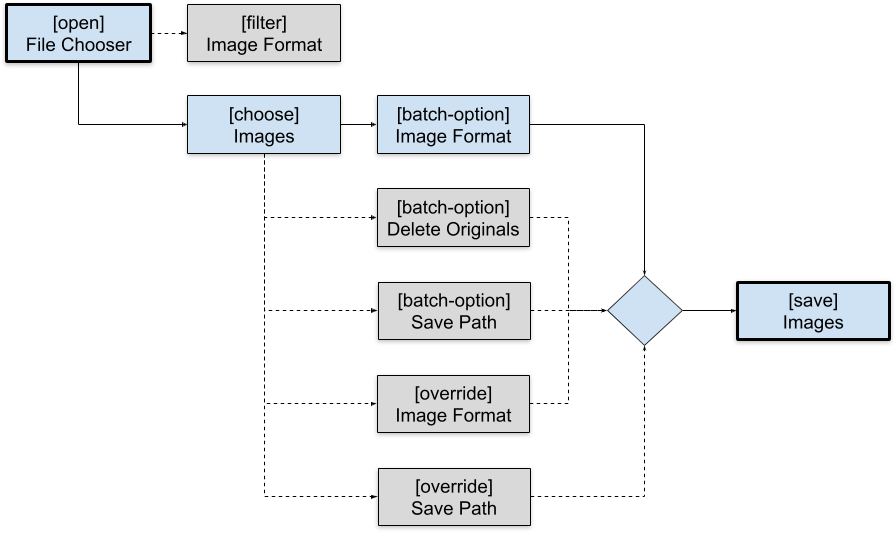 [open]
File Chooser
[filter]
Image Format
[choose]
Images
[batch-option]
Image Format
[batch-option]
Delete Originals
[batch-option]
Save Path
[save]
Images
[override]
Image Format
[override]
Save Path